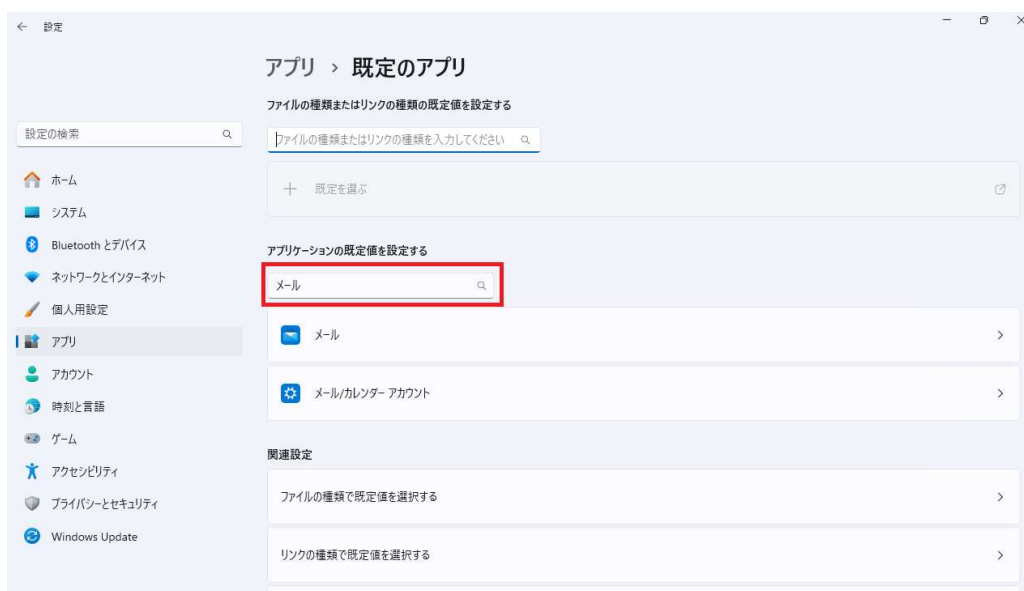 設定
アプリ › 既定のアプリ
ファイルの種類またはリンクの種類の既定値を設定する
設定の検索
ファイルの種類またはリンクの種類を入力してください
ホーム
既定を選ぶ
システム
Bluetooth とデバイス
アプリケーションの既定値を設定する
ネットワークとインターネット
メール
個人用設定
メール
アプリ
アカウント
メール/カレンダー アカウント
時刻と言語
ゲーム
関連設定
アクセシビリティ
ファイルの種類で既定値を選択する
プライバシーとセキュリティ
Windows Update
リンクの種類で既定値を選択する